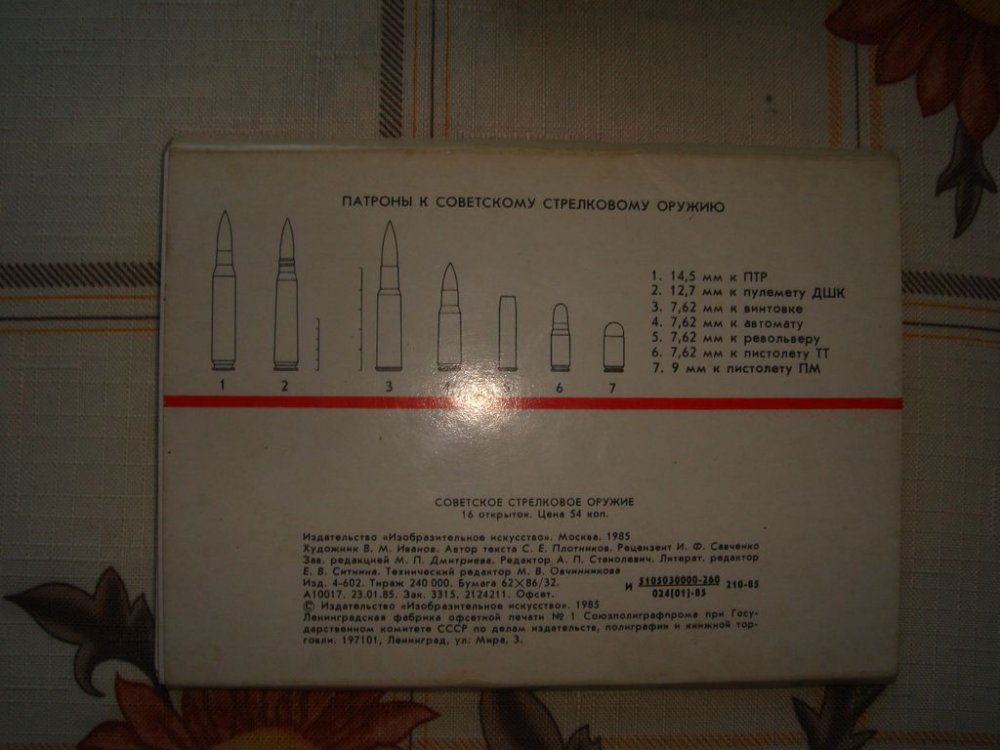 ПАТРОНЫ К СОВЕТСКОМУ СТРЕЛКОВОМУ ОРУЖИЮ
1. 14,5 мм к ПТР
2. 12,7 мм к пулемету ДШК
3. 7,62 мм к винтовке
4. 7,62 мм к автомату
5. 7,62 мм к револьверу
6. 7,62 мм к пистолету ТТ
7. 9 мм к пистолету ПМ
1 2 3 4 5 6 7
СОВЕТСКОЕ СТРЕЛКОВОЕ ОРУЖИЕ
16 открыток. Цена 54 коп.
Издательство «Изобразительное искусство». Москва. 1985
Художник В. М. Иванов. Автор текста С. Е. Плотников. Рецензент И. Ф. Савченко
Зав. редакцией М. П. Дмитриева. Редактор А. П. Станолевич. Литерат. редактор
Е. В. Ситнина. Технический редактор М. В. Овчинникова
Изд. 4-602. Тираж 240 000. Бумага 62×86/32.
А10017. 23.01.85. Зак. 3315. 2124211. Офсет.
И 5105030000-260 / 024(01)-85 210-85
© Издательство «Изобразительное искусство». 1985
Ленинградская фабрика офсетной печати № 1 Союзполиграфпрома при Госу-
дарственном комитете СССР по делам издательств, полиграфии и книжной тор-
говли. 197101, Ленинград, ул. Мира, 3.